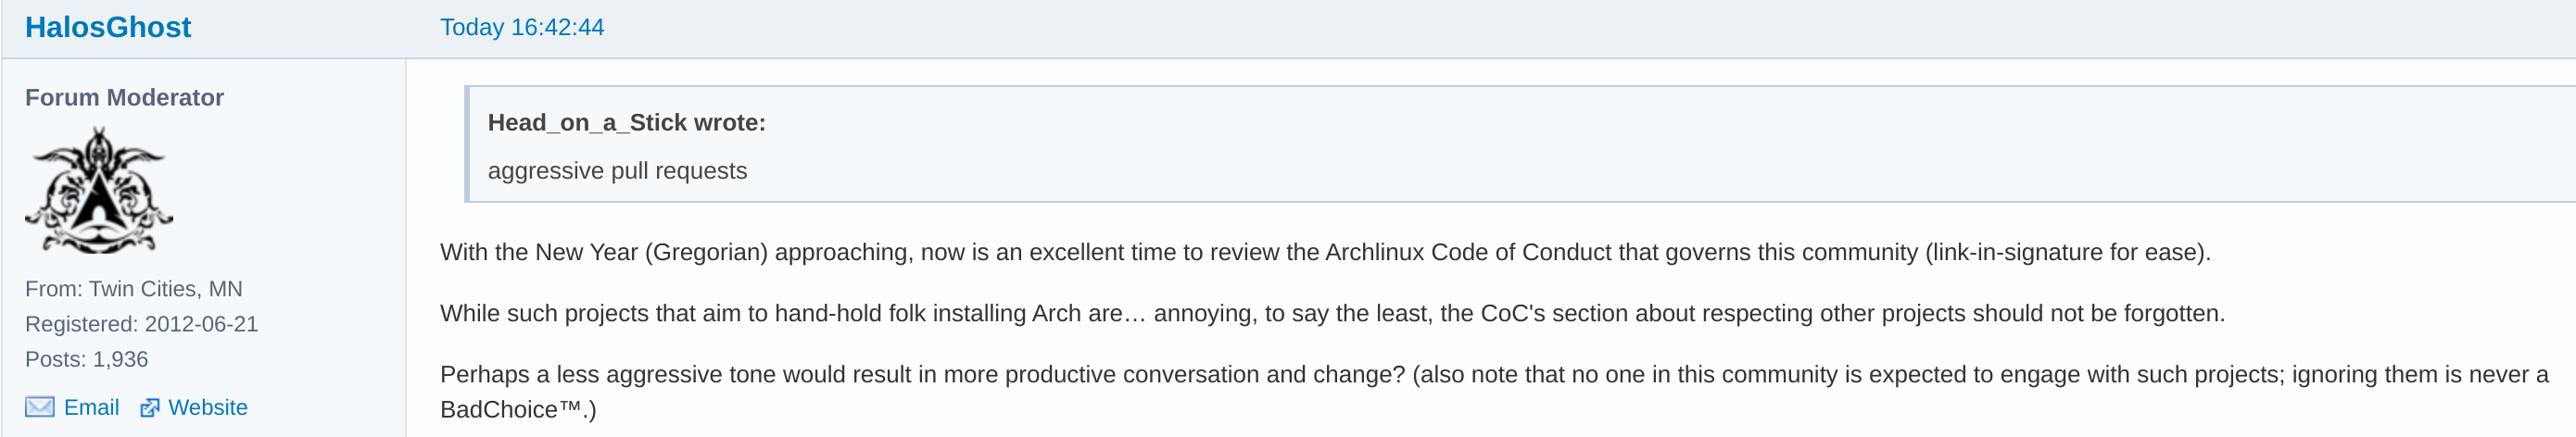 HalosGhost
Today 16:42:44
Forum Moderator
From: Twin Cities, MN
Registered: 2012-06-21
Posts: 1,936
Email Website
Head_on_a_Stick wrote:
aggressive pull requests
With the New Year (Gregorian) approaching, now is an excellent time to review the Archlinux Code of Conduct that governs this community (link-in-signature for ease).
While such projects that aim to hand-hold folk installing Arch are… annoying, to say the least, the CoC's section about respecting other projects should not be forgotten.
Perhaps a less aggressive tone would result in more productive conversation and change? (also note that no one in this community is expected to engage with such projects; ignoring them is never a
BadChoice™.)